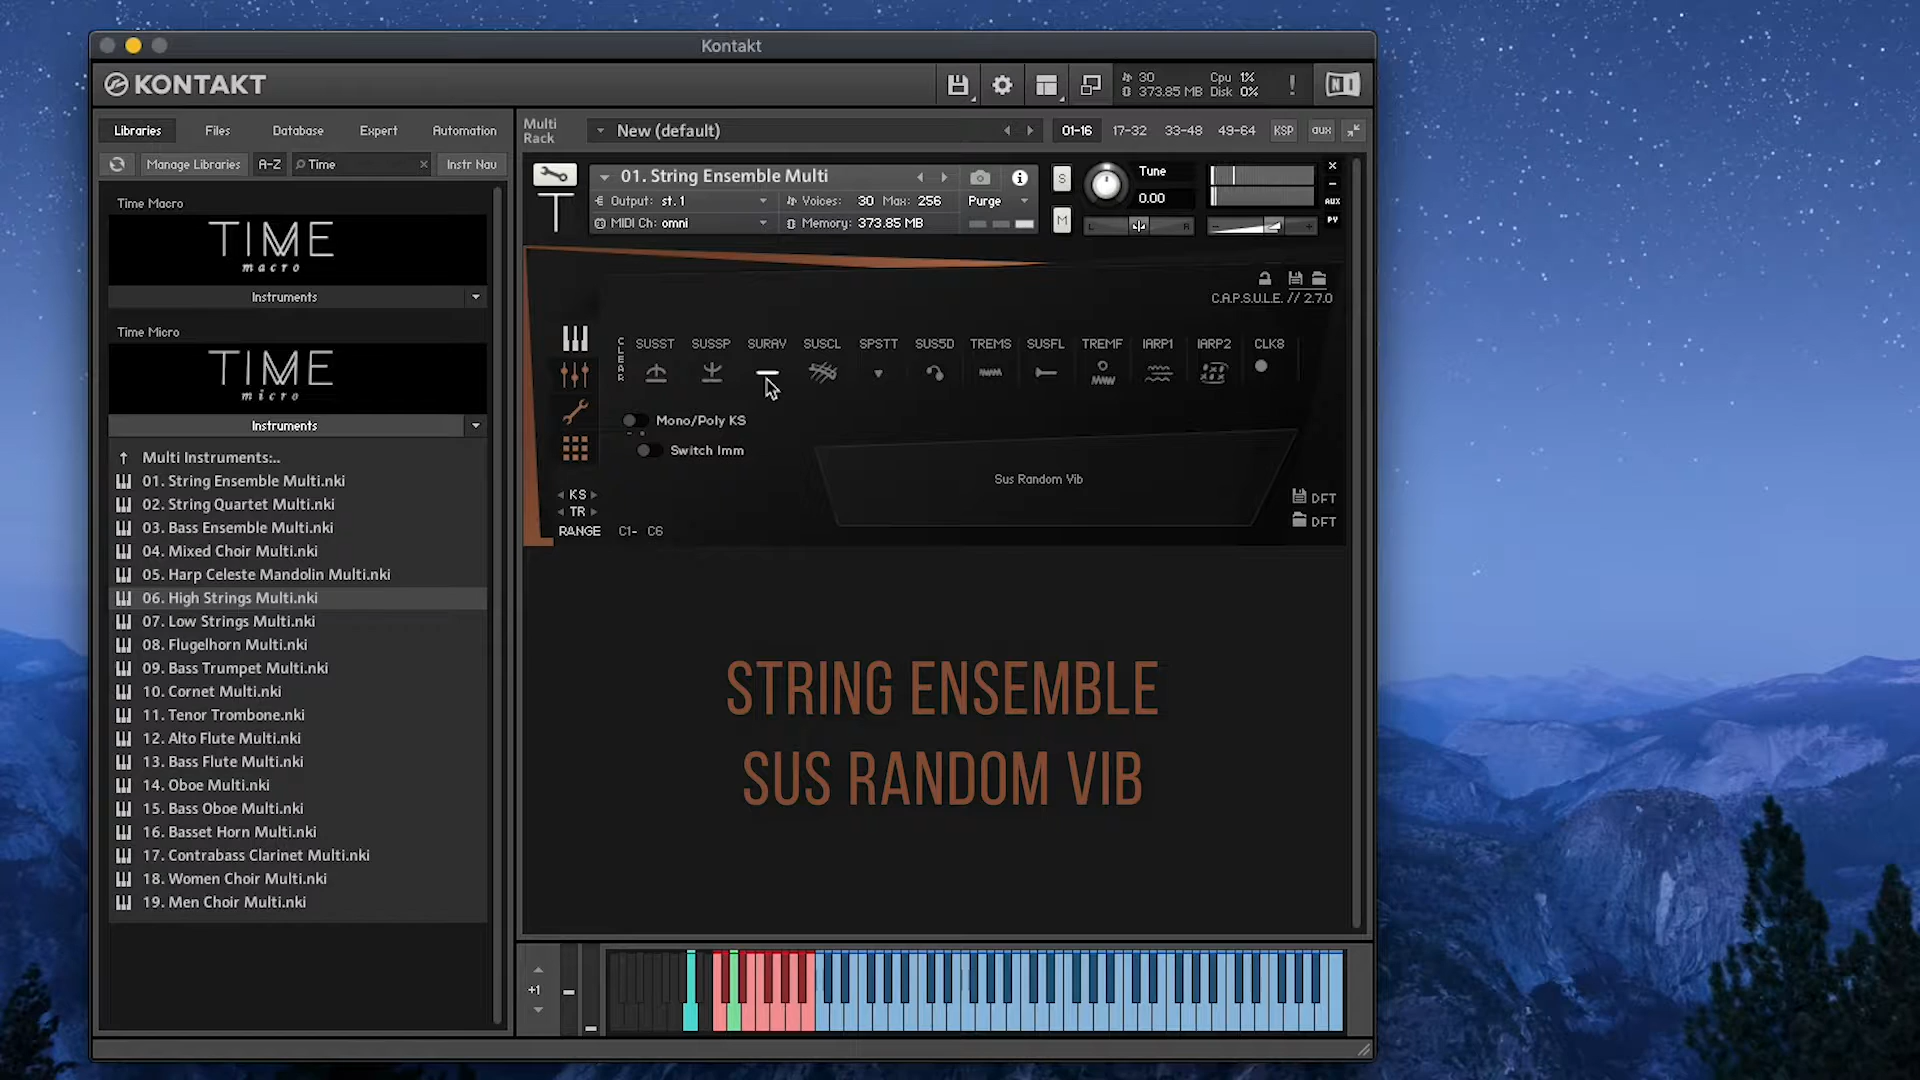 Kontakt
KONTAKT
30 Cpu 1%
373.85 MB Disk 0%
!
NI
Libraries Files Database Expert Automation
Manage Libraries A-Z Time × Instr Nav
Time Macro
TIME
macro
Instruments
Time Micro
TIME
micro
Instruments
Multi Instruments:..
01. String Ensemble Multi.nki
02. String Quartet Multi.nki
03. Bass Ensemble Multi.nki
04. Mixed Choir Multi.nki
05. Harp Celeste Mandolin Multi.nki
06. High Strings Multi.nki
07. Low Strings Multi.nki
08. Flugelhorn Multi.nki
09. Bass Trumpet Multi.nki
10. Cornet Multi.nki
11. Tenor Trombone.nki
12. Alto Flute Multi.nki
13. Bass Flute Multi.nki
14. Oboe Multi.nki
15. Bass Oboe Multi.nki
16. Basset Horn Multi.nki
17. Contrabass Clarinet Multi.nki
18. Women Choir Multi.nki
19. Men Choir Multi.nki
Multi
Rack
New (default)
01-16 17-32 33-48 49-64 KSP aux
01. String Ensemble Multi
Output: st.1 Voices: 30 Max: 256 Purge
MIDI Ch: omni Memory: 373.85 MB
S
M
Tune
0.00
L R
AUX
PV
C.A.P.S.U.L.E. // 2.7.0
CLEAR
SUSST SUSSP SURAV SUSCL SPSTT SUS5D TREMS SUSFL TREMF IARP1 IARP2 CLK8
Mono/Poly KS
Switch Imm
Sus Random Vib
KS
TR
RANGE C1- C6
DFT
DFT
STRING ENSEMBLE
SUS RANDOM VIB
+1